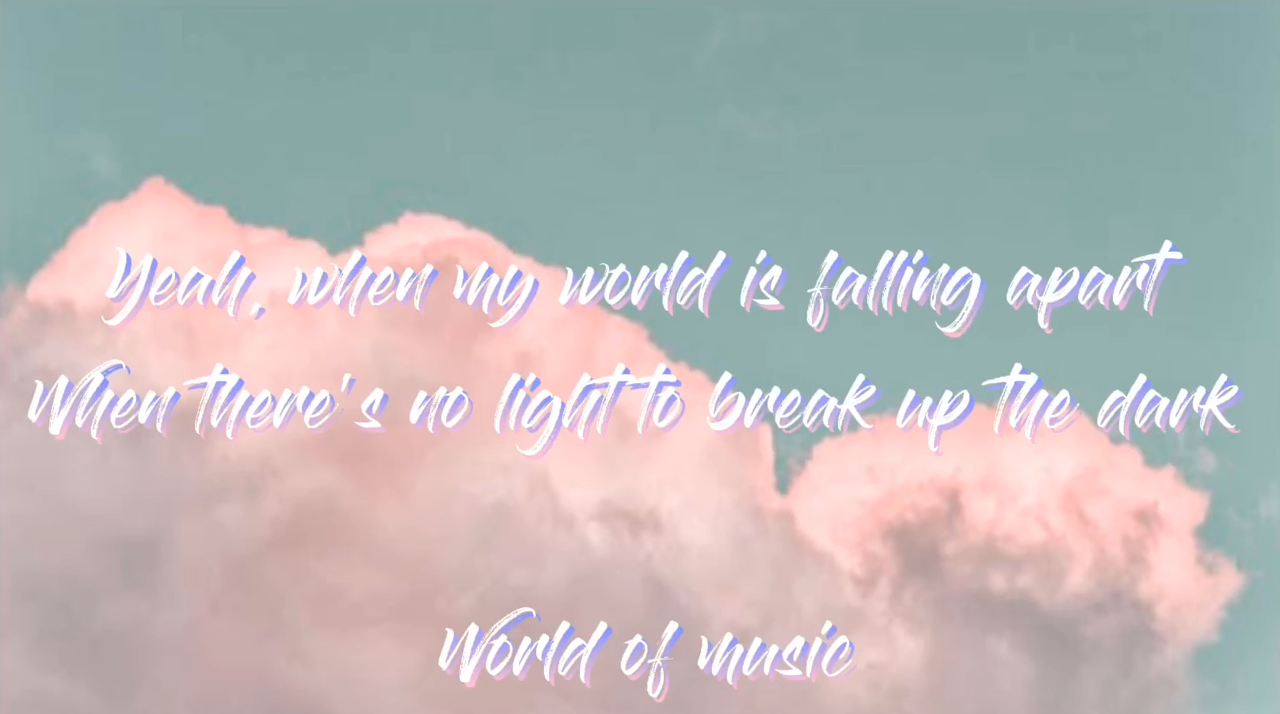 Yeah, when my world is falling apart
When there's no light to break up the dark
World of music